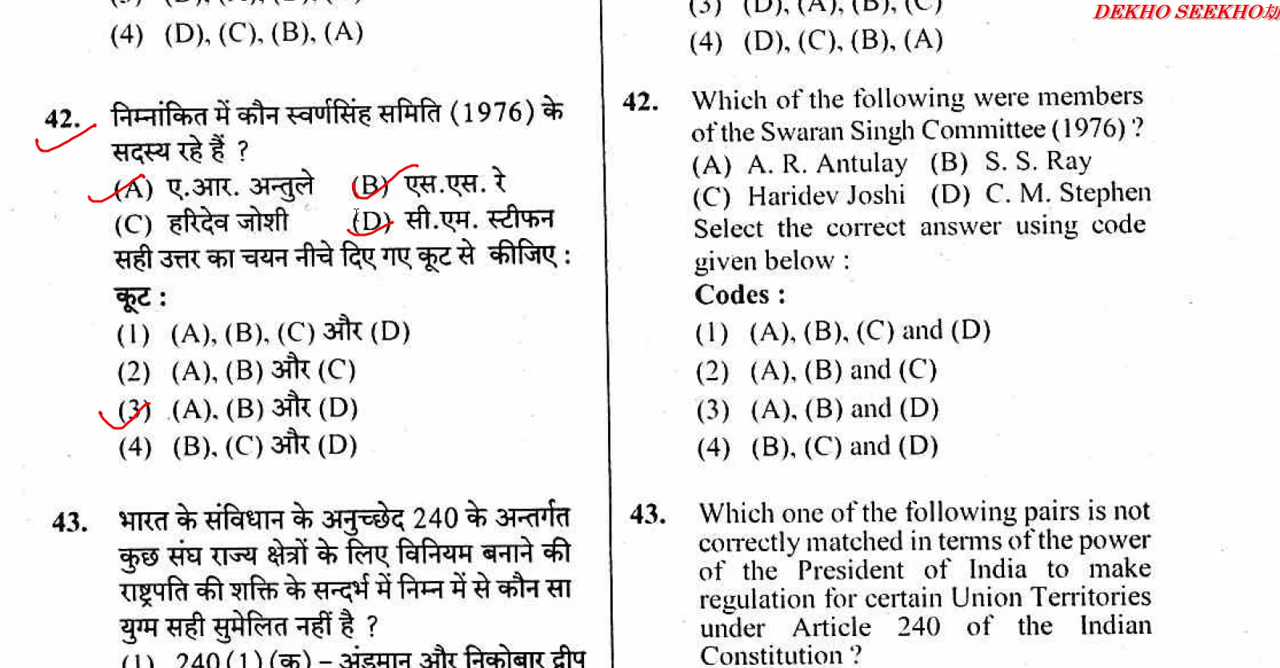 (4) (D), (C), (B), (A)
42. निम्नांकित में कौन स्वर्णसिंह समिति (1976) के
सदस्य रहे हैं ?
(A) ए.आर. अन्तुले (B) एस.एस. रे
(C) हरिदेव जोशी (D) सी.एम. स्टीफन
सही उत्तर का चयन नीचे दिए गए कूट से कीजिए :
कूट :
(1) (A), (B), (C) और (D)
(2) (A), (B) और (C)
(3) (A), (B) और (D)
(4) (B), (C) और (D)
43. भारत के संविधान के अनुच्छेद 240 के अन्तर्गत
कुछ संघ राज्य क्षेत्रों के लिए विनियम बनाने की
राष्ट्रपति की शक्ति के सन्दर्भ में निम्न में से कौन सा
युग्म सही सुमेलित नहीं है ?
(1) 240 (1) (क) – अंडमान और निकोबार द्वीप
DEKHO SEEKHO
(3) (D), (A), (B), (C)
(4) (D), (C), (B), (A)
42. Which of the following were members
of the Swaran Singh Committee (1976) ?
(A) A. R. Antulay (B) S. S. Ray
(C) Haridev Joshi (D) C. M. Stephen
Select the correct answer using code
given below :
Codes :
(1) (A), (B), (C) and (D)
(2) (A), (B) and (C)
(3) (A), (B) and (D)
(4) (B), (C) and (D)
43. Which one of the following pairs is not
correctly matched in terms of the power
of the President of India to make
regulation for certain Union Territories
under Article 240 of the Indian
Constitution ?